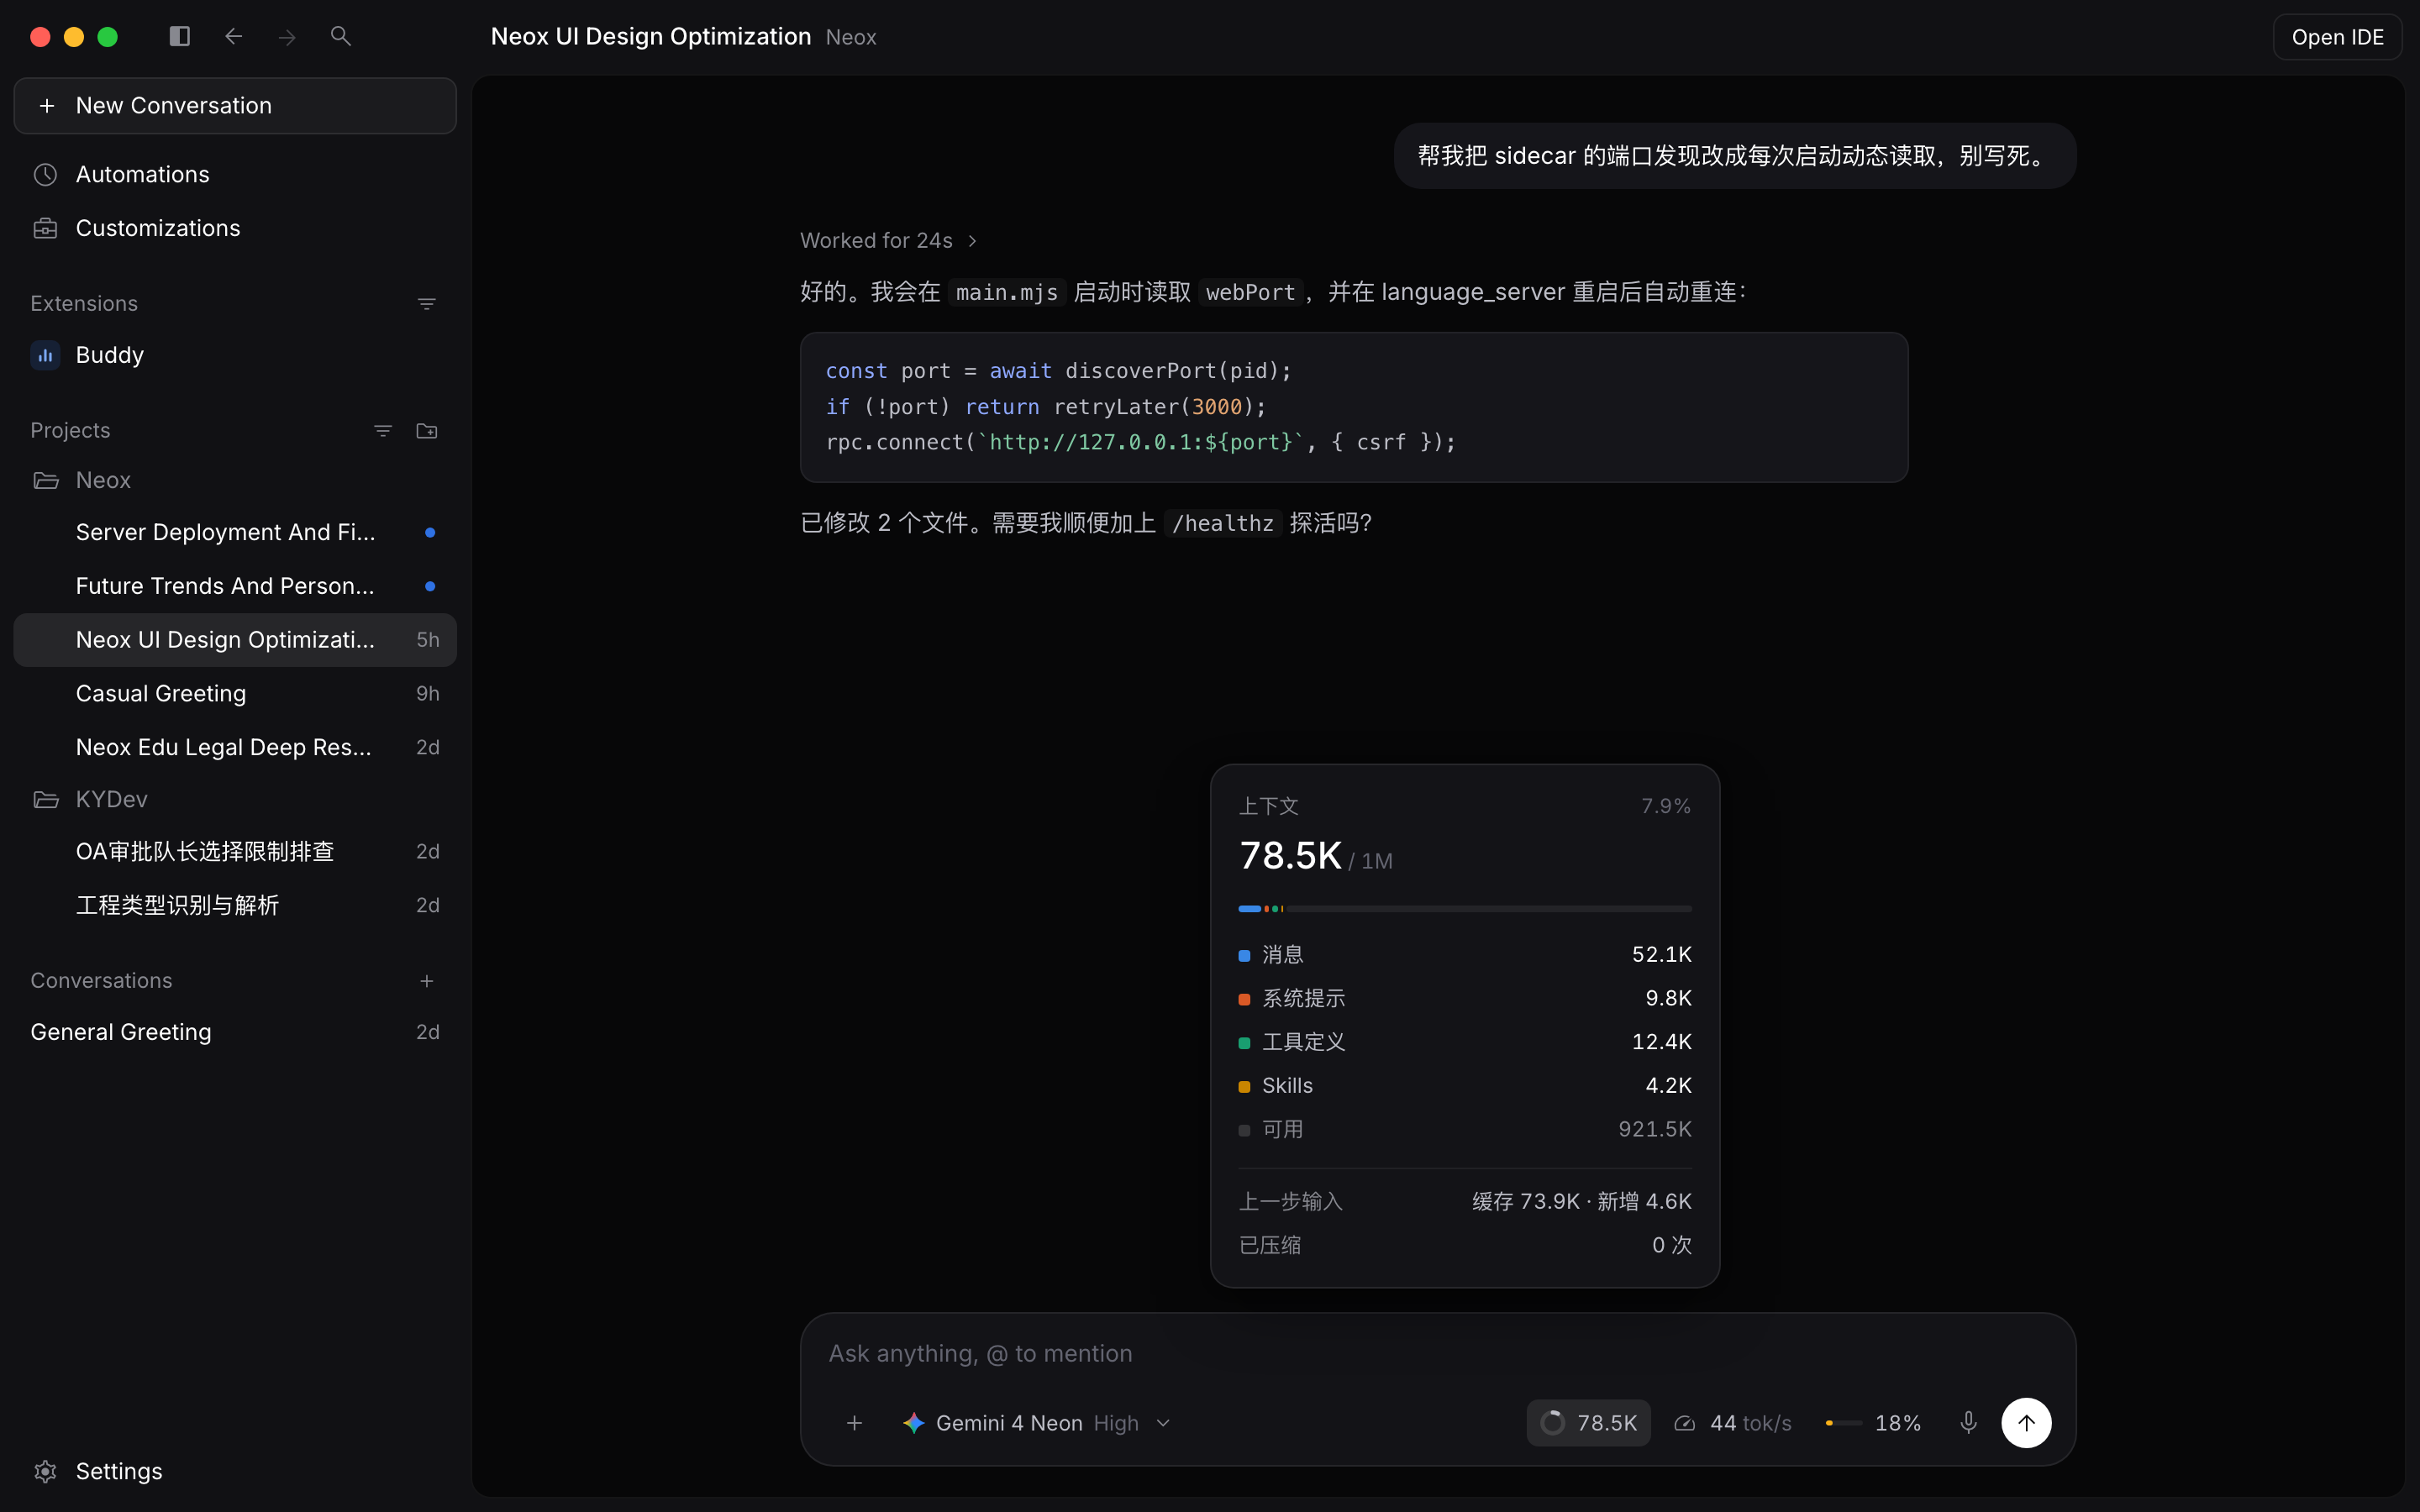 Neox UI Design Optimization Neox
Open IDE
New Conversation
Automations
Customizations
Extensions
Buddy
Projects
Neox
Server Deployment And Fi...
Future Trends And Person...
Neox UI Design Optimizati... 5h
Casual Greeting 9h
Neox Edu Legal Deep Res... 2d
KYDev
OA审批队长选择限制排查 2d
工程类型识别与解析 2d
Conversations
General Greeting 2d
Settings
帮我把 sidecar 的端口发现改成每次启动动态读取，别写死。
Worked for 24s
好的。我会在 main.mjs 启动时读取 webPort，并在 language_server 重启后自动重连：
const port = await discoverPort(pid);
if (!port) return retryLater(3000);
rpc.connect(`http://127.0.0.1:${port}`, { csrf });
已修改 2 个文件。需要我顺便加上 /healthz 探活吗?
上下文 7.9%
78.5K / 1M
消息 52.1K
系统提示 9.8K
工具定义 12.4K
Skills 4.2K
可用 921.5K
上一步输入 缓存 73.9K · 新增 4.6K
已压缩 0 次
Ask anything, @ to mention
Gemini 4 Neon High 78.5K 44 tok/s 18%